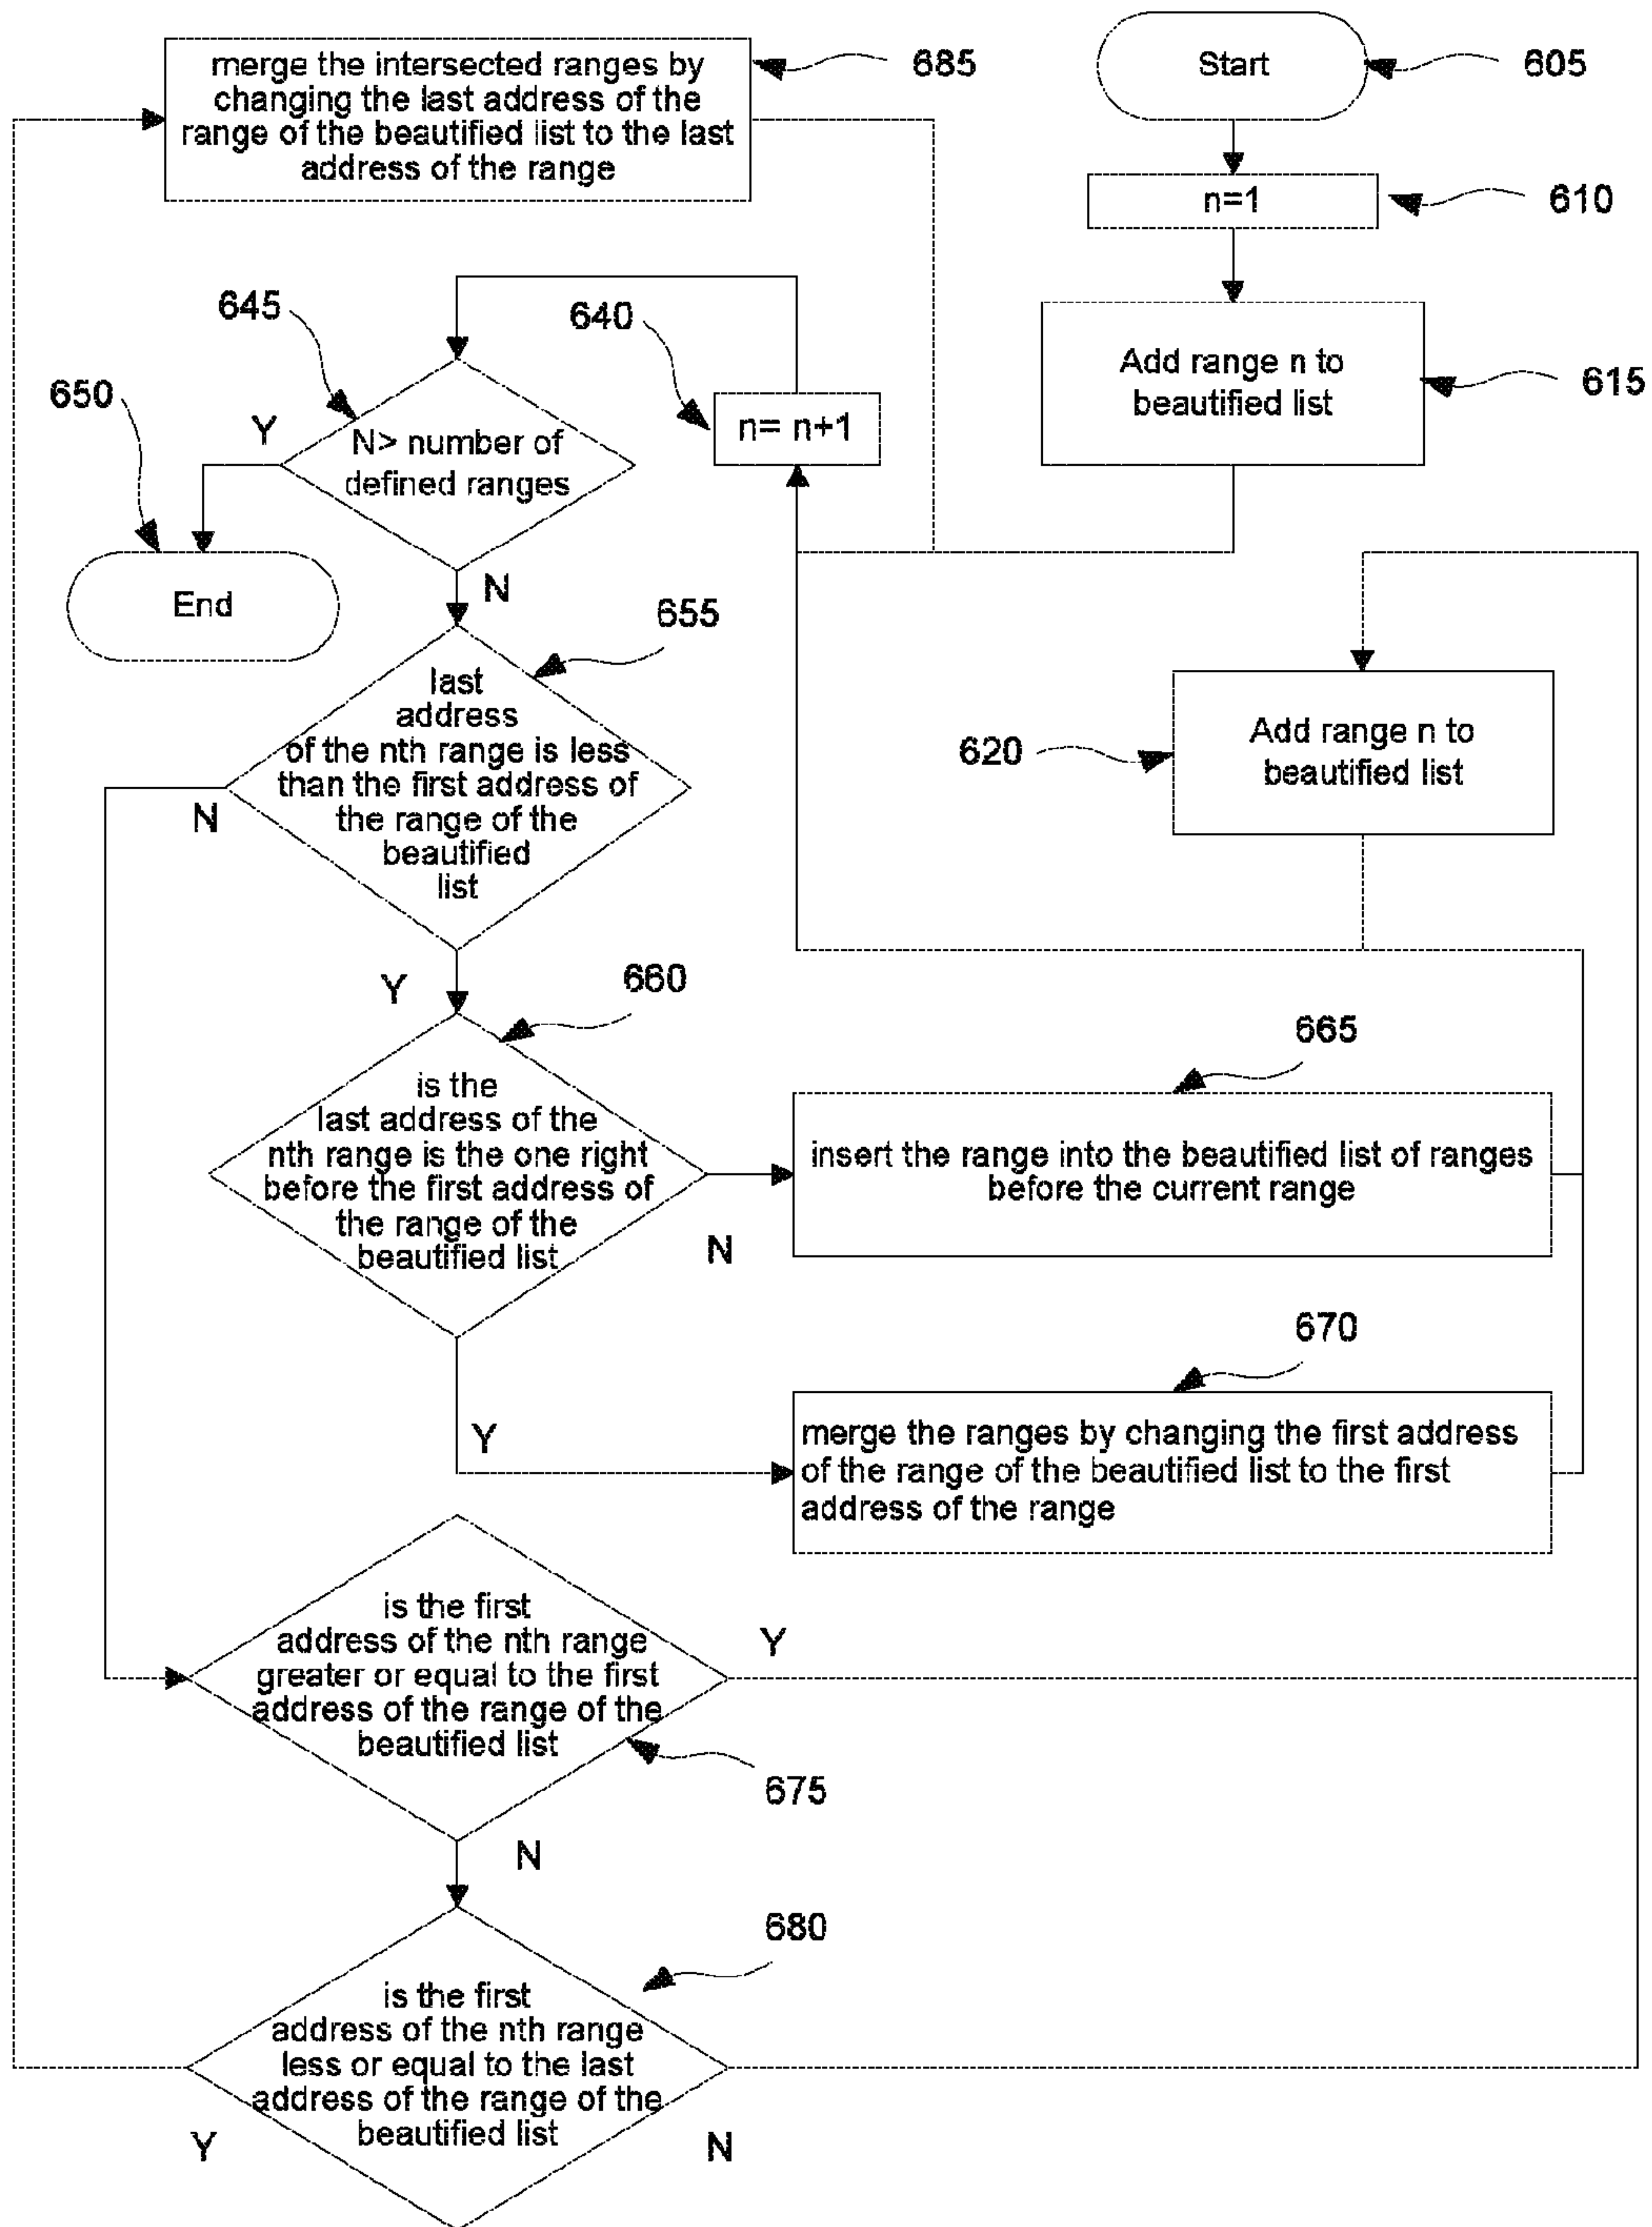 merge the intersected ranges by
changing the last address of the
range of the beautified list to the last
address of the range
685
Start
605
n=1
610
645
640
Add range n to
beautified list
615
650
Y
N> number of
defined ranges
n= n+1
End
N
655
last
address
of the nth range is less
than the first address of
the range of the
beautified
list
N
620
Add range n to
beautified list
Y
660
is the
last address of the
nth range is the one right
before the first address of
the range of the
beautified list
N
665
insert the range into the beautified list of ranges
before the current range
670
Y
merge the ranges by changing the first address
of the range of the beautified list to the first
address of the range
is the first
address of the nth range
greater or equal to the first
address of the range of the
beautified list
Y
675
N
680
is the first
address of the nth range
less or equal to the last
address of the range of the
beautified list
Y
N